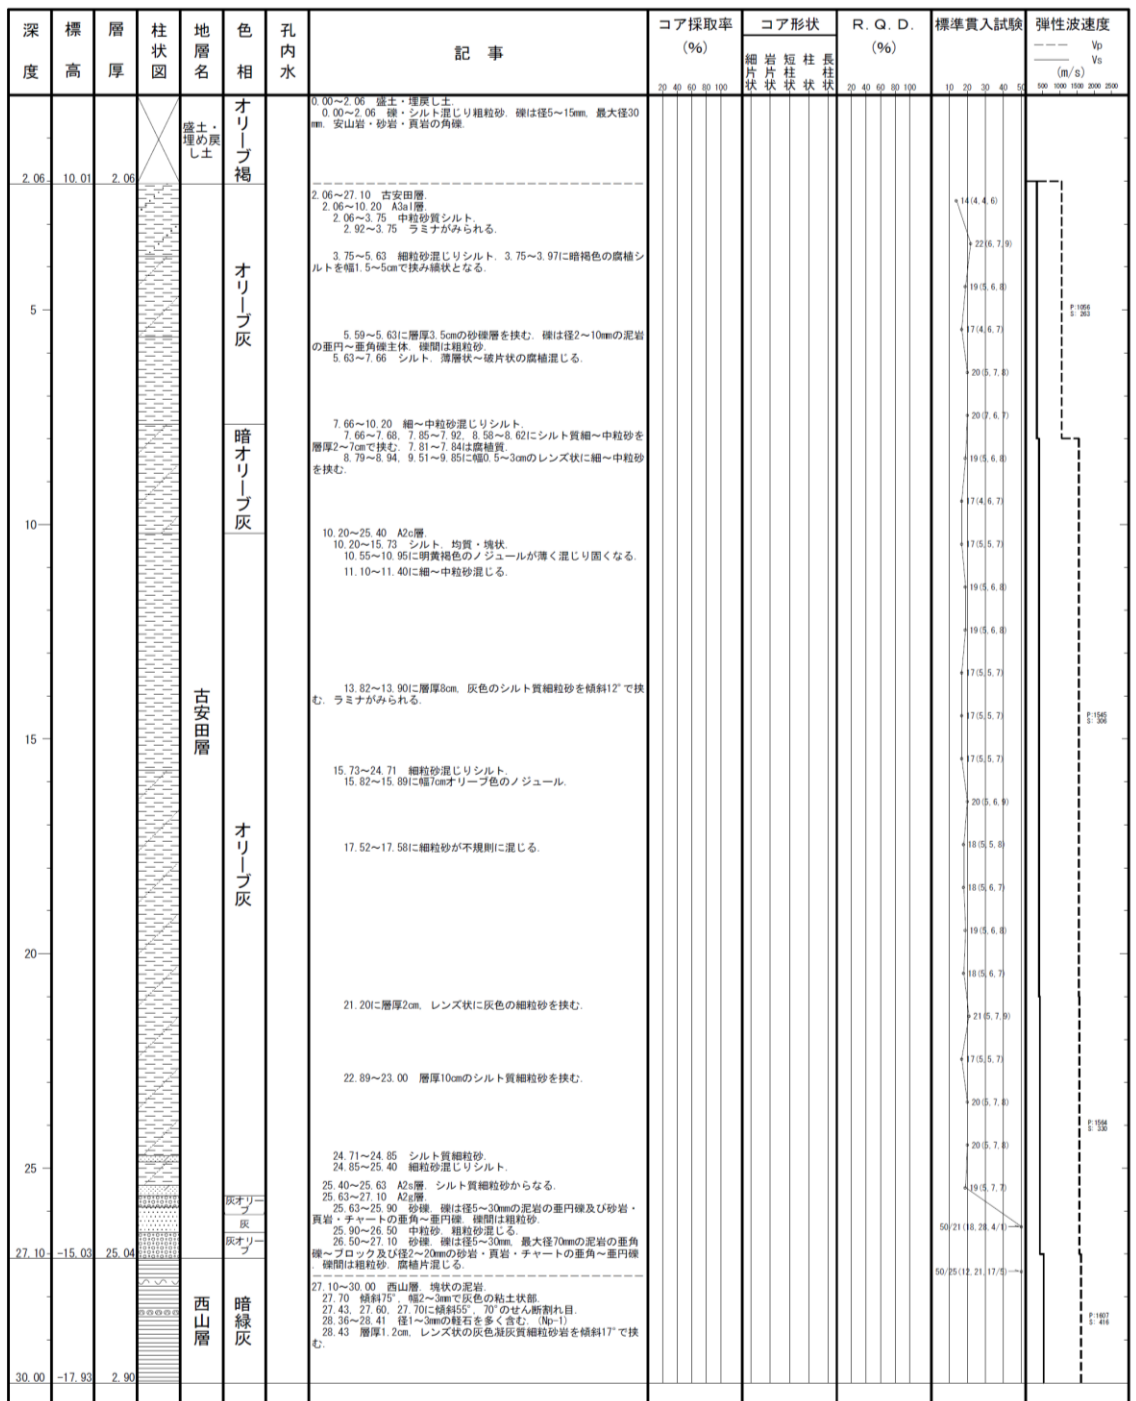 深度
標高
層厚
柱状図
地層名
色相
孔内水
記事
コア採取率
(%)
20 40 60 80 100
コア形状
細片状
岩片状
短柱状
柱状
長柱状
R. Q. D.
(%)
20 40 60 80 100
標準貫入試験
10 20 30 40 50
弾性波速度
Vp
Vs
(m/s)
500 1000 1500 2000 2500
2.06 10.01 2.06
5
10
15
20
25
27.10 -15.03 25.04
30.00 -17.93 2.90
盛土・
埋め戻
し土
古安田層
西山層
オリーブ褐
オリーブ灰
暗オリーブ灰
オリーブ灰
灰オリー
ブ
灰
灰オリー
ブ
暗緑灰
0.00～2.06 盛土・埋戻し土.
0.00～2.06 礫・シルト混じり粗粒砂. 礫は径5～15mm, 最大径30
mm. 安山岩・砂岩・頁岩の角礫.
2.06～27.10 古安田層.
2.06～10.20 A3al層.
2.06～3.75 中粒砂質シルト.
2.92～3.75 ラミナがみられる.
3.75～5.63 細粒砂混じりシルト. 3.75～3.97に暗褐色の腐植シ
ルトを幅1.5～5cmで挟み縞状となる.
5.59～5.63に層厚3.5cmの砂礫層を挟む. 礫は径2～10mmの泥岩
の亜円～亜角礫主体. 礫間は粗粒砂.
5.63～7.66 シルト. 薄層状～破片状の腐植混じる.
7.66～10.20 細～中粒砂混じりシルト.
7.66～7.68, 7.85～7.92, 8.58～8.62にシルト質細～中粒砂を
層厚2～7cmで挟む. 7.81～7.84は腐植質.
8.79～8.94, 9.51～9.85に幅0.5～3cmのレンズ状に細～中粒砂
を挟む.
10.20～25.40 A2c層.
10.20～15.73 シルト. 均質・塊状.
10.55～10.95に明黄褐色のノジュールが薄く混じり固くなる.
11.10～11.40に細～中粒砂混じる.
13.82～13.90に層厚8cm, 灰色のシルト質細粒砂を傾斜12°で挟
む. ラミナがみられる.
15.73～24.71 細粒砂混じりシルト.
15.82～15.89に幅7cmオリーブ色のノジュール.
17.52～17.58に細粒砂が不規則に混じる.
21.20に層厚2cm, レンズ状に灰色の細粒砂を挟む.
22.89～23.00 層厚10cmのシルト質細粒砂を挟む.
24.71～24.85 シルト質細粒砂.
24.85～25.40 細粒砂混じりシルト.
25.40～25.63 A2s層. シルト質細粒砂からなる.
25.63～27.10 A2g層.
25.63～25.90 砂礫. 礫は径5～30mmの泥岩の亜円礫及び砂岩・
頁岩・チャートの亜角～亜円礫. 礫間は粗粒砂.
25.90～26.50 中粒砂. 粗粒砂混じる.
26.50～27.10 砂礫. 礫は径5～30mm, 最大径70mmの泥岩の亜角
礫～ブロック及び径2～20mmの砂岩・頁岩・チャートの亜角～亜円礫
. 礫間は粗粒砂. 腐植片混じる.
27.10～30.00 西山層. 塊状の泥岩.
27.70 傾斜75°, 幅2～3mmで灰色の粘土状部.
27.43, 27.60, 27.70に傾斜55°, 70°のせん断割れ目.
28.36～28.41 径1～3mmの軽石を多く含む. (Np-1)
28.43 層厚1.2cm, レンズ状の灰色凝灰質細粒砂岩を傾斜17°で挟
む.
14(4,4,6)
22(6,7,9)
19(5,6,8)
17(4,6,7)
20(5,7,8)
20(7,6,7)
19(5,6,8)
17(4,6,7)
17(5,5,7)
19(5,6,8)
19(5,6,8)
17(5,5,7)
17(5,5,7)
17(5,5,7)
20(5,6,9)
18(5,5,8)
18(5,6,7)
19(5,6,8)
18(5,6,7)
21(5,7,9)
17(5,5,7)
20(5,7,8)
20(5,7,8)
19(5,7,7)
50/21(18,28,4/1)
50/25(12,21,17/5)
P:1056
S: 263
P:1545
S: 306
P:1564
S: 330
P:1607
S: 416